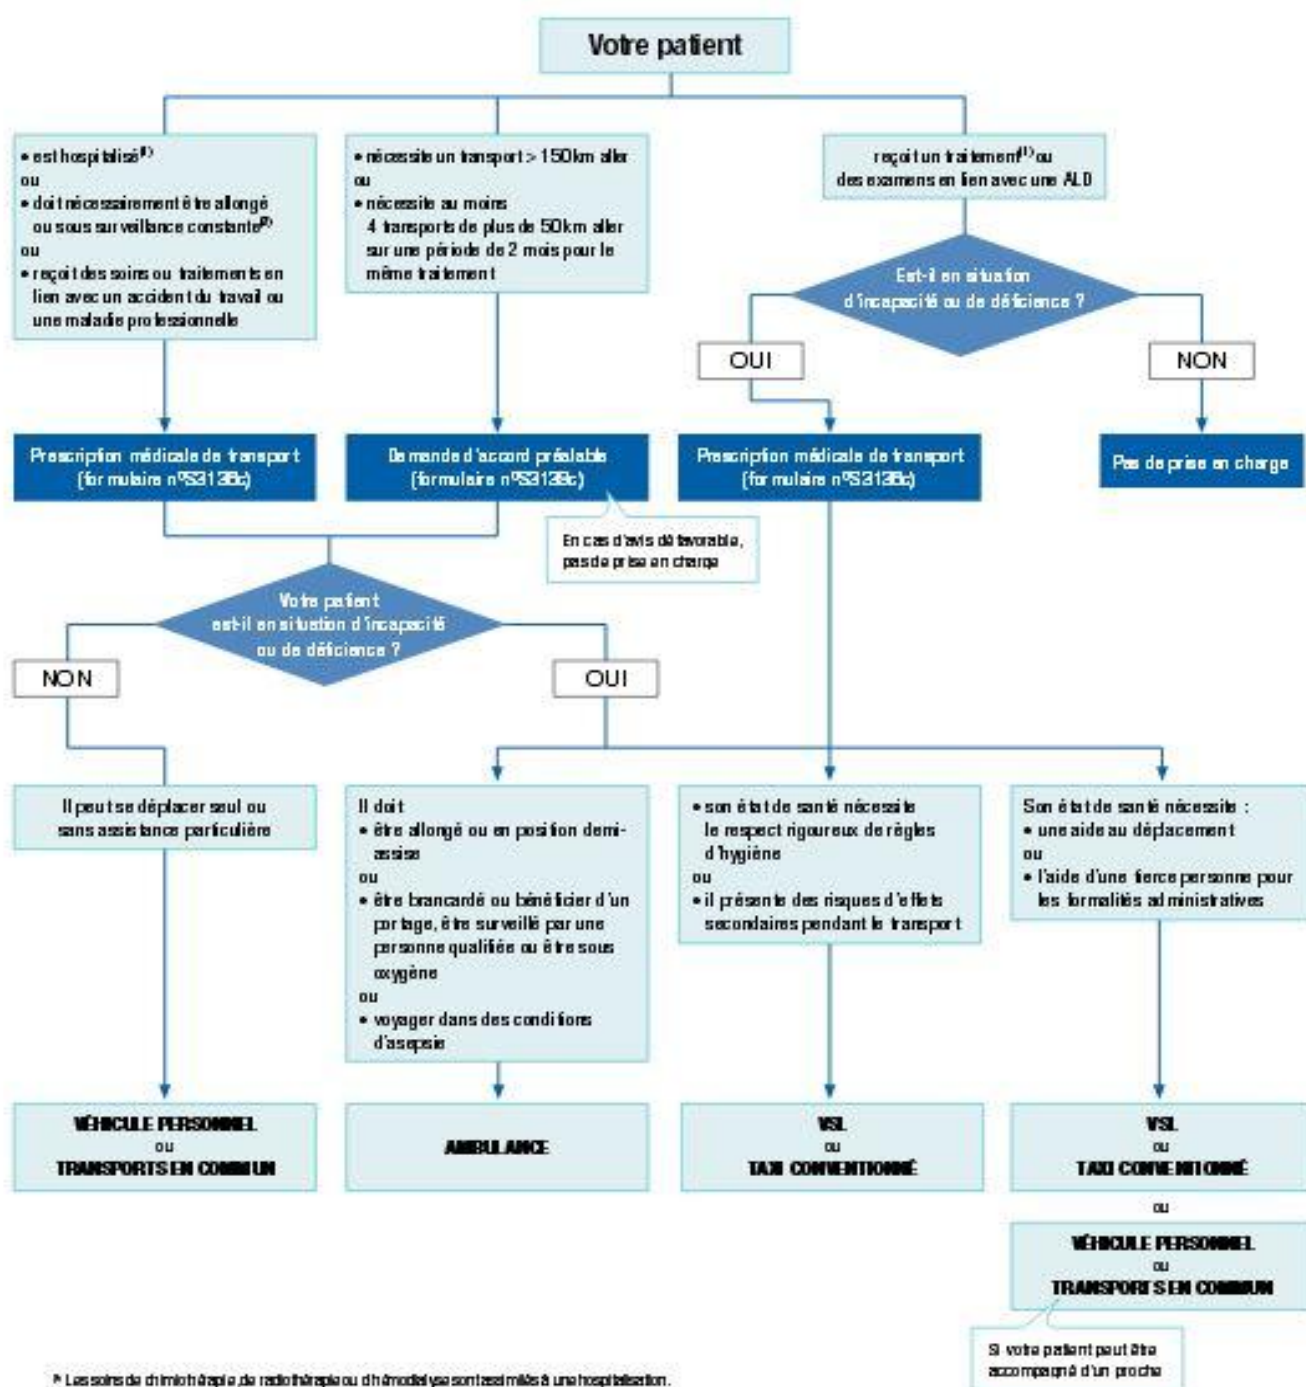 Votre patient
• est hospitalisé(1)
ou
• doit nécessairement être allongé
ou sous surveillance constante(2)
ou
• reçoit des soins ou traitements en
lien avec un accident du travail ou
une maladie professionnelle
• nécessite un transport > 150km aller
ou
• nécessite au moins
4 transports de plus de 50km aller
sur une période de 2 mois pour le
même traitement
reçoit un traitement(1) ou
des examens en lien avec une ALD
Est-il en situation
d'incapacité ou de déficience ?
OUI
NON
Prescription médicale de transport
(formulaire n°S3138c)
Demande d'accord préalable
(formulaire n°S3139c)
Prescription médicale de transport
(formulaire n°S3138c)
Pas de prise en charge
En cas d'avis défavorable,
pas de prise en charge
Votre patient
est-il en situation d'incapacité
ou de déficience ?
NON
OUI
Il peut se déplacer seul ou
sans assistance particulière
Il doit
• être allongé ou en position demi-
assise
ou
• être brancardé ou bénéficier d'un
portage, être surveillé par une
personne qualifiée ou être sous
oxygène
ou
• voyager dans des conditions
d'asepsie
• son état de santé nécessite
le respect rigoureux de règles
d'hygiène
ou
• il présente des risques d'effets
secondaires pendant le transport
Son état de santé nécessite :
• une aide au déplacement
ou
• l'aide d'une tierce personne pour
les formalités administratives
VÉHICULE PERSONNEL
ou
TRANSPORTS EN COMMUN
AMBULANCE
VSL
ou
TAXI CONVENTIONNÉ
VSL
ou
TAXI CONVENTIONNÉ
ou
VÉHICULE PERSONNEL
ou
TRANSPORTS EN COMMUN
Si votre patient peut être
accompagné d'un proche
Les soins de chimiothérapie, de radiothérapie ou d'hémodialyse sont assimilés à une hospitalisation.